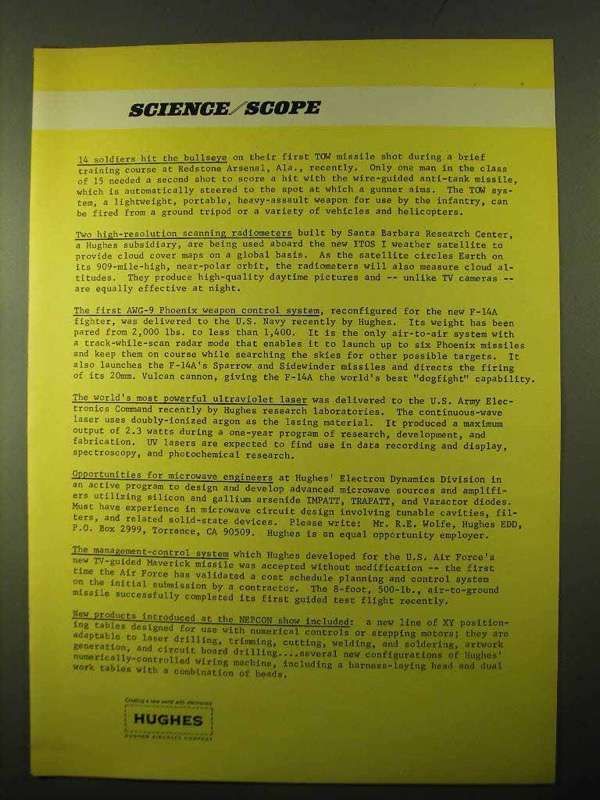 SCIENCE/SCOPE
14 soldiers hit the bullseye on their first TOW missile shot during a brief
training course at Redstone Arsenal, Ala., recently. Only one man in the class
of 15 needed a second shot to score a hit with the wire-guided anti-tank missile,
which is automatically steered to the spot at which a gunner aims. The TOW sys-
tem, a lightweight, portable, heavy-assault weapon for use by the infantry, can
be fired from a ground tripod or a variety of vehicles and helicopters.
Two high-resolution scanning radiometers built by Santa Barbara Research Center,
a Hughes subsidiary, are being used aboard the new ITOS I weather satellite to
provide cloud cover maps on a global basis. As the satellite circles Earth on
its 909-mile-high, near-polar orbit, the radiometers will also measure cloud al-
titudes. They produce high-quality daytime pictures and -- unlike TV cameras --
are equally effective at night.
The first AWG-9 Phoenix weapon control system, reconfigured for the new F-14A
fighter, was delivered to the U.S. Navy recently by Hughes. Its weight has been
pared from 2,000 lbs. to less than 1,400. It is the only air-to-air system with
a track-while-scan radar mode that enables it to launch up to six Phoenix missiles
and keep them on course while searching the skies for other possible targets. It
also launches the F-14A's Sparrow and Sidewinder missiles and directs the firing
of its 20mm. Vulcan cannon, giving the F-14A the world's best "dogfight" capability.
The world's most powerful ultraviolet laser was delivered to the U.S. Army Elec-
tronics Command recently by Hughes research laboratories. The continuous-wave
laser uses doubly-ionized argon as the lasing material. It produced a maximum
output of 2.3 watts during a one-year program of research, development, and
fabrication. UV lasers are expected to find use in data recording and display,
spectroscopy, and photochemical research.
Opportunities for microwave engineers at Hughes' Electron Dynamics Division in
an active program to design and develop advanced microwave sources and amplifi-
ers utilizing silicon and gallium arsenide IMPATT, TRAPATT, and Varactor diodes.
Must have experience in microwave circuit design involving tunable cavities, fil-
ters, and related solid-state devices. Please write: Mr. R.E. Wolfe, Hughes EDD,
P.O. Box 2999, Torrance, CA 90509. Hughes is an equal opportunity employer.
The management-control system which Hughes developed for the U.S. Air Force's
new TV-guided Maverick missile was accepted without modification -- the first
time the Air Force has validated a cost schedule planning and control system
on the initial submission by a contractor. The 8-foot, 500-lb., air-to-ground
missile successfully completed its first guided test flight recently.
New products introduced at the NEPCON show included: a new line of XY position-
ing tables designed for use with numerical controls or stepping motors; they are
adaptable to laser drilling, trimming, cutting, welding, and soldering, artwork
generation, and circuit board drilling....several new configurations of Hughes'
numerically-controlled wiring machine, including a harness-laying head and dual
work tables with a combination of heads.
Creating a new world with electronics
HUGHES
HUGHES AIRCRAFT COMPANY